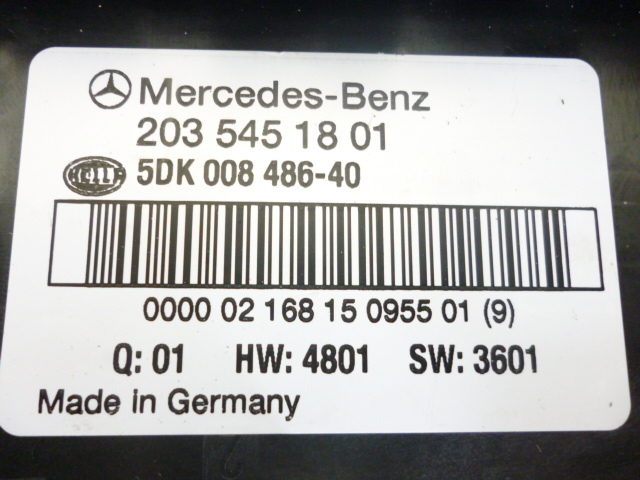 Mercedes-Benz
203 545 18 01
HELLA 5DK 008 486-40
0000 02 168 15 0955 01 (9)
Q: 01 HW: 4801 SW: 3601
Made in Germany